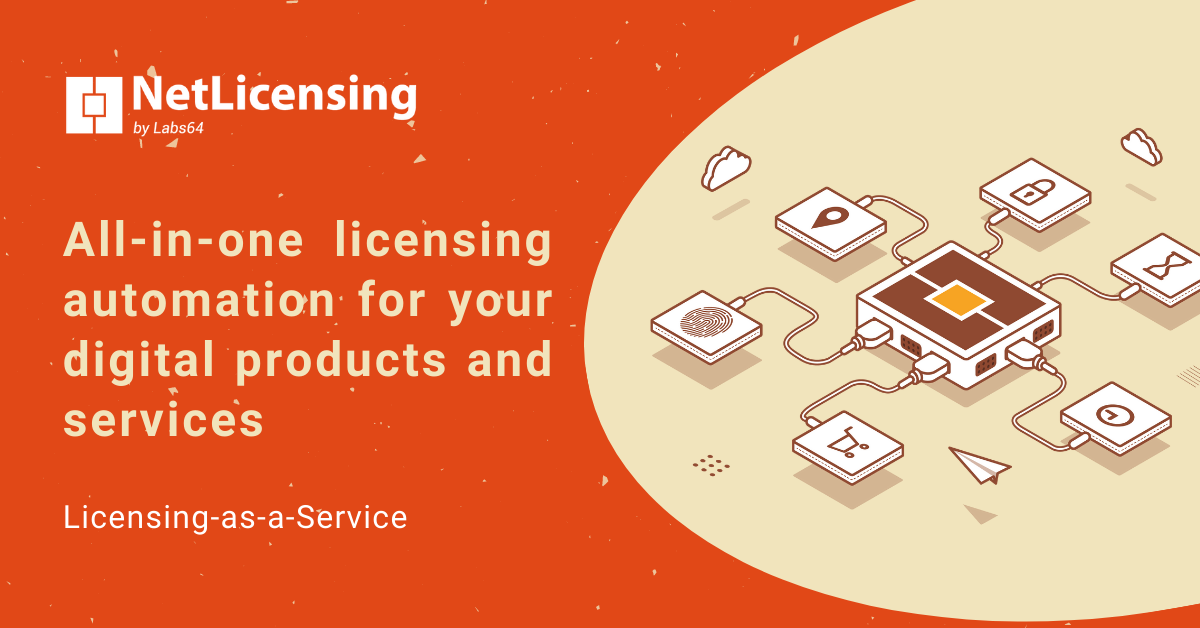 NetLicensing
by Labs64
All-in-one licensing
automation for your
digital products and
services
Licensing-as-a-Service